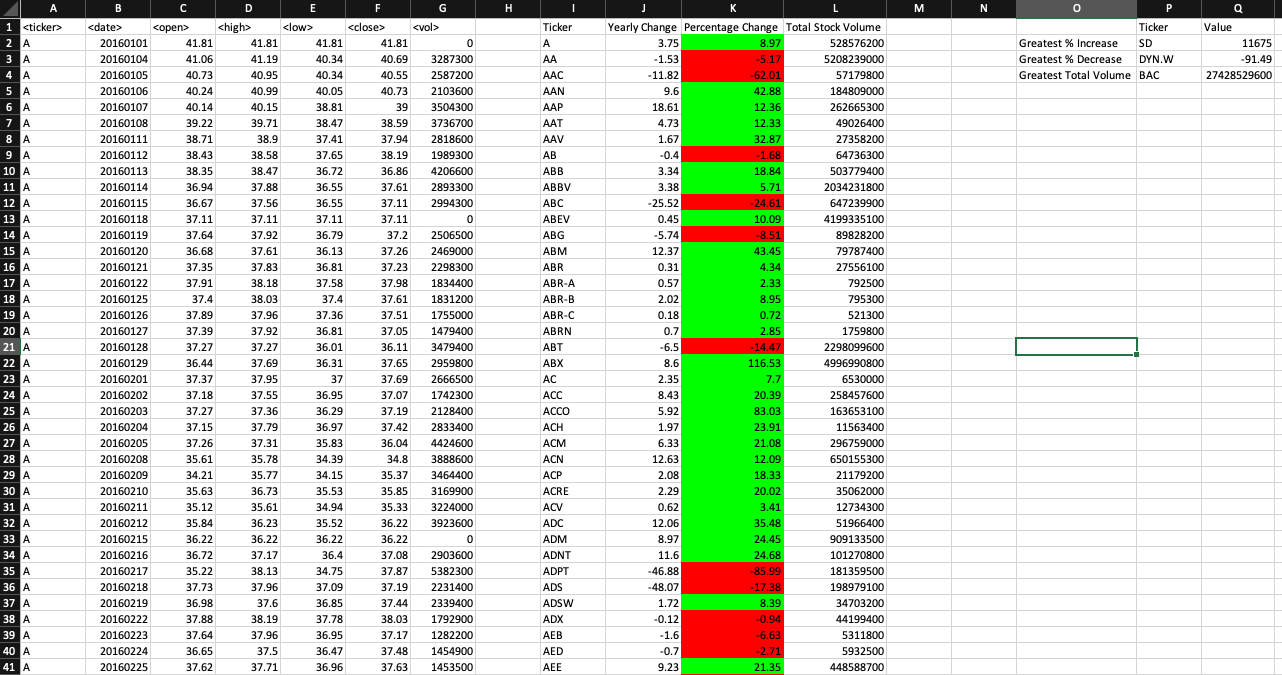 A B C D E F G H I J K L M N O P Q
1 <ticker> <date> <open> <high> <low> <close> <vol> Ticker Yearly Change Percentage Change Total Stock Volume Ticker Value
2 A 20160101 41.81 41.81 41.81 41.81 0 A 3.75 8.97 528576200 Greatest % Increase SD 11675
3 A 20160104 41.06 41.19 40.34 40.69 3287300 AA -1.53 -5.17 5208239000 Greatest % Decrease DYN.W -91.49
4 A 20160105 40.73 40.95 40.34 40.55 2587200 AAC -11.82 -62.01 57179800 Greatest Total Volume BAC 27428529600
5 A 20160106 40.24 40.99 40.05 40.73 2103600 AAN 9.6 42.88 184809000
6 A 20160107 40.14 40.15 38.81 39 3504300 AAP 18.61 12.36 262665300
7 A 20160108 39.22 39.71 38.47 38.59 3736700 AAT 4.73 12.33 49026400
8 A 20160111 38.71 38.9 37.41 37.94 2818600 AAV 1.67 32.87 27358200
9 A 20160112 38.43 38.58 37.65 38.19 1989300 AB -0.4 -1.68 64736300
10 A 20160113 38.35 38.47 36.72 36.86 4206600 ABB 3.34 18.84 503779400
11 A 20160114 36.94 37.88 36.55 37.61 2893300 ABBV 3.38 5.71 2034231800
12 A 20160115 36.67 37.56 36.55 37.11 2994300 ABC -25.52 -24.61 647239900
13 A 20160118 37.11 37.11 37.11 37.11 0 ABEV 0.45 10.09 4199335100
14 A 20160119 37.64 37.92 36.79 37.2 2506500 ABG -5.74 -8.51 89828200
15 A 20160120 36.68 37.61 36.13 37.26 2469000 ABM 12.37 43.45 79787400
16 A 20160121 37.35 37.83 36.81 37.23 2298300 ABR 0.31 4.34 27556100
17 A 20160122 37.91 38.18 37.58 37.98 1834400 ABR-A 0.57 2.33 792500
18 A 20160125 37.4 38.03 37.4 37.61 1831200 ABR-B 2.02 8.95 795300
19 A 20160126 37.89 37.96 37.36 37.51 1755000 ABR-C 0.18 0.72 521300
20 A 20160127 37.39 37.92 36.81 37.05 1479400 ABRN 0.7 2.85 1759800
21 A 20160128 37.27 37.27 36.01 36.11 3479400 ABT -6.5 -14.47 2298099600
22 A 20160129 36.44 37.69 36.31 37.65 2959800 ABX 8.6 116.53 4996990800
23 A 20160201 37.37 37.95 37 37.69 2666500 AC 2.35 7.7 6530000
24 A 20160202 37.18 37.55 36.95 37.07 1742300 ACC 8.43 20.39 258457600
25 A 20160203 37.27 37.36 36.29 37.19 2128400 ACCO 5.92 83.03 163653100
26 A 20160204 37.15 37.79 36.97 37.42 2833400 ACH 1.97 23.91 11563400
27 A 20160205 37.26 37.31 35.83 36.04 4424600 ACM 6.33 21.08 296759000
28 A 20160208 35.61 35.78 34.39 34.8 3888600 ACN 12.63 12.09 650155300
29 A 20160209 34.21 35.77 34.15 35.37 3464400 ACP 2.08 18.33 21179200
30 A 20160210 35.63 36.73 35.53 35.85 3169900 ACRE 2.29 20.02 35062000
31 A 20160211 35.12 35.61 34.94 35.33 3224000 ACV 0.62 3.41 12734300
32 A 20160212 35.84 36.23 35.52 36.22 3923600 ADC 12.06 35.48 51966400
33 A 20160215 36.22 36.22 36.22 36.22 0 ADM 8.97 24.45 909133500
34 A 20160216 36.72 37.17 36.4 37.08 2903600 ADNT 11.6 24.68 101270800
35 A 20160217 35.22 38.13 34.75 37.87 5382300 ADPT -46.88 -85.99 181359500
36 A 20160218 37.73 37.96 37.09 37.19 2231400 ADS -48.07 -17.38 198979100
37 A 20160219 36.98 37.6 36.85 37.44 2339400 ADSW 1.72 8.39 34703200
38 A 20160222 37.88 38.19 37.78 38.03 1792900 ADX -0.12 -0.94 44199400
39 A 20160223 37.64 37.96 36.95 37.17 1282200 AEB -1.6 -6.63 5311800
40 A 20160224 36.65 37.5 36.47 37.48 1454900 AED -0.7 -2.71 5932500
41 A 20160225 37.62 37.71 36.96 37.63 1453500 AEE 9.23 21.35 448588700